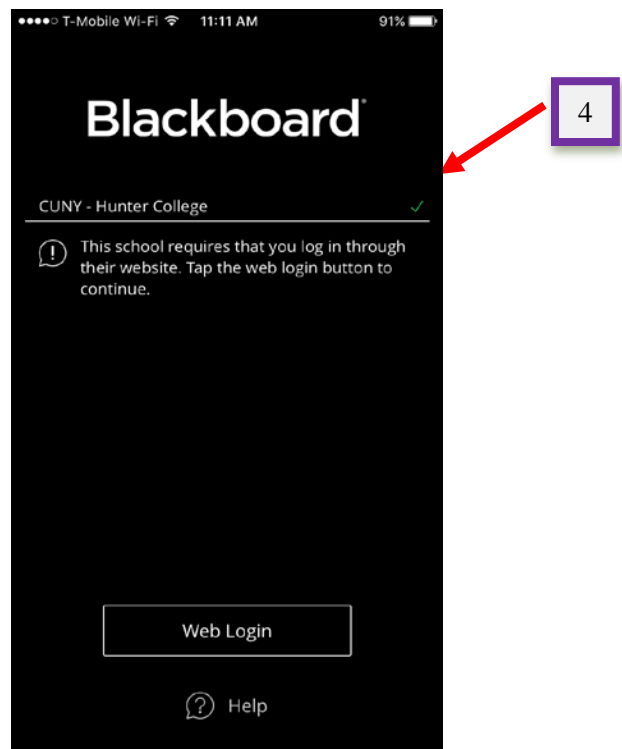 T-Mobile Wi-Fi 11:11 AM 91%
Blackboard
4
CUNY - Hunter College
This school requires that you log in through
their website. Tap the web login button to
continue.
Web Login
Help